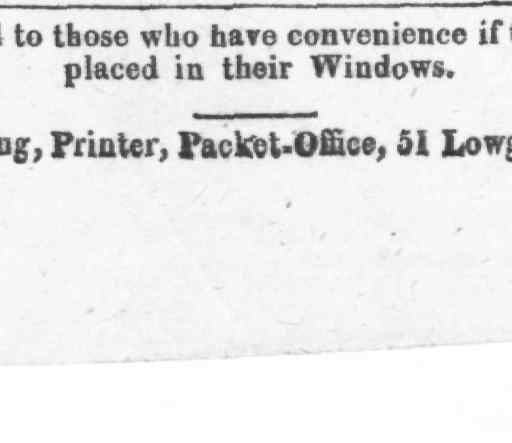 to those who have convenience if
placed in their Windows.
Printer, Packet-Office, 51